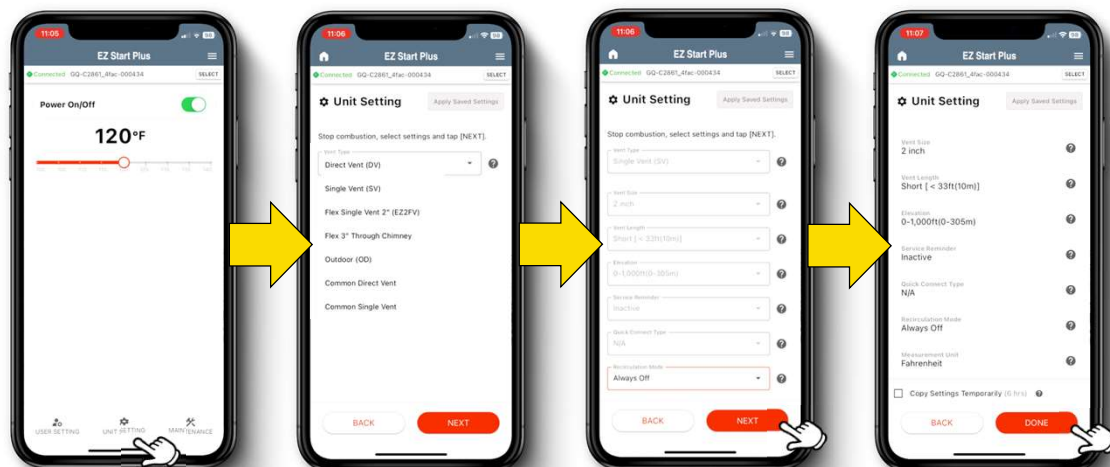 11:05
98
EZ Start Plus
Connected GQ-C2861_4fac-000434 SELECT
Power On/Off
120°F
USER SETTING UNIT SETTING MAINTENANCE
11:06
98
EZ Start Plus
Connected GQ-C2861_4fac-000434 SELECT
Unit Setting Apply Saved Settings
Stop combustion, select settings and tap [NEXT].
Vent Type
Direct Vent (DV)
Single Vent (SV)
Flex Single Vent 2" (EZ2FV)
Flex 3" Through Chimney
Outdoor (OD)
Common Direct Vent
Common Single Vent
BACK NEXT
11:06
98
EZ Start Plus
Connected GQ-C2861_4fac-000434 SELECT
Unit Setting Apply Saved Settings
Stop combustion, select settings and tap [NEXT].
Vent Type
Single Vent (SV)
Vent Size
2 inch
Vent Length
Short [ < 33ft(10m)]
Elevation
0-1,000ft(0-305m)
Service Reminder
Inactive
Quick Connect Type
N/A
Recirculation Mode
Always Off
BACK NEXT
11:07
98
EZ Start Plus
Connected GQ-C2861_4fac-000434 SELECT
Unit Setting Apply Saved Settings
Vent Size
2 inch
Vent Length
Short [ < 33ft(10m)]
Elevation
0-1,000ft(0-305m)
Service Reminder
Inactive
Quick Connect Type
N/A
Recirculation Mode
Always Off
Measurement Unit
Fahrenheit
Copy Settings Temporarily (6 hrs)
BACK DONE